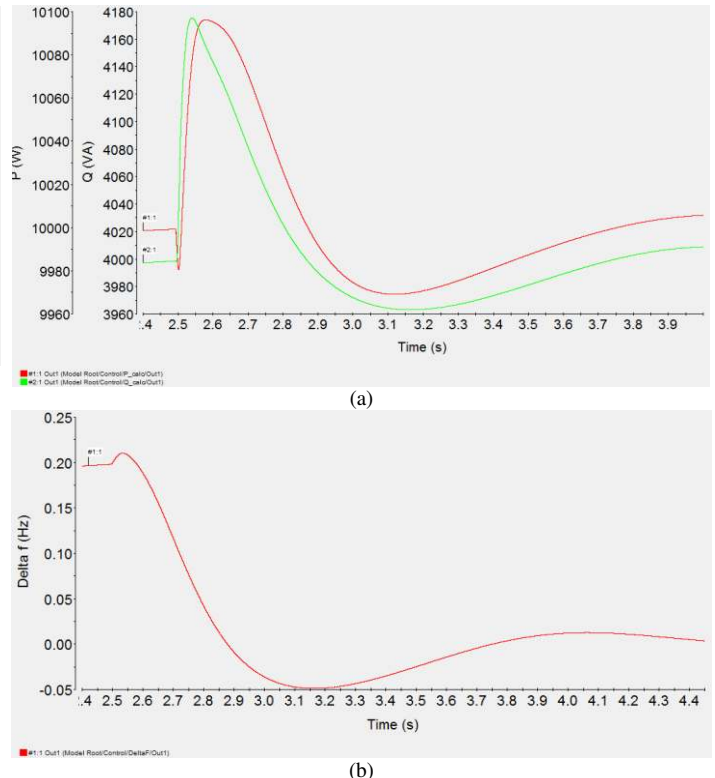 P (W)
Q (VA)
10100
10080
10060
10040
10020
10000
9980
9960
4180
4160
4140
4120
4100
4080
4060
4040
4020
4000
3980
3960
#1:1
#2:1
.4 2.5 2.6 2.7 2.8 2.9 3.0 3.1 3.2 3.3 3.4 3.5 3.6 3.7 3.8 3.9
Time (s)
#1:1 Out1 (Model Root/Control/P_calc/Out1)
#2:1 Out1 (Model Root/Control/Q_calc/Out1)
(a)
Delta f (Hz)
0.25
0.20
0.15
0.10
0.05
0.00
-0.05
#1:1
.4 2.5 2.6 2.7 2.8 2.9 3.0 3.1 3.2 3.3 3.4 3.5 3.6 3.7 3.8 3.9 4.0 4.1 4.2 4.3 4.4
Time (s)
#1:1 Out1 (Model Root/Control/DeltaF/Out1)
(b)